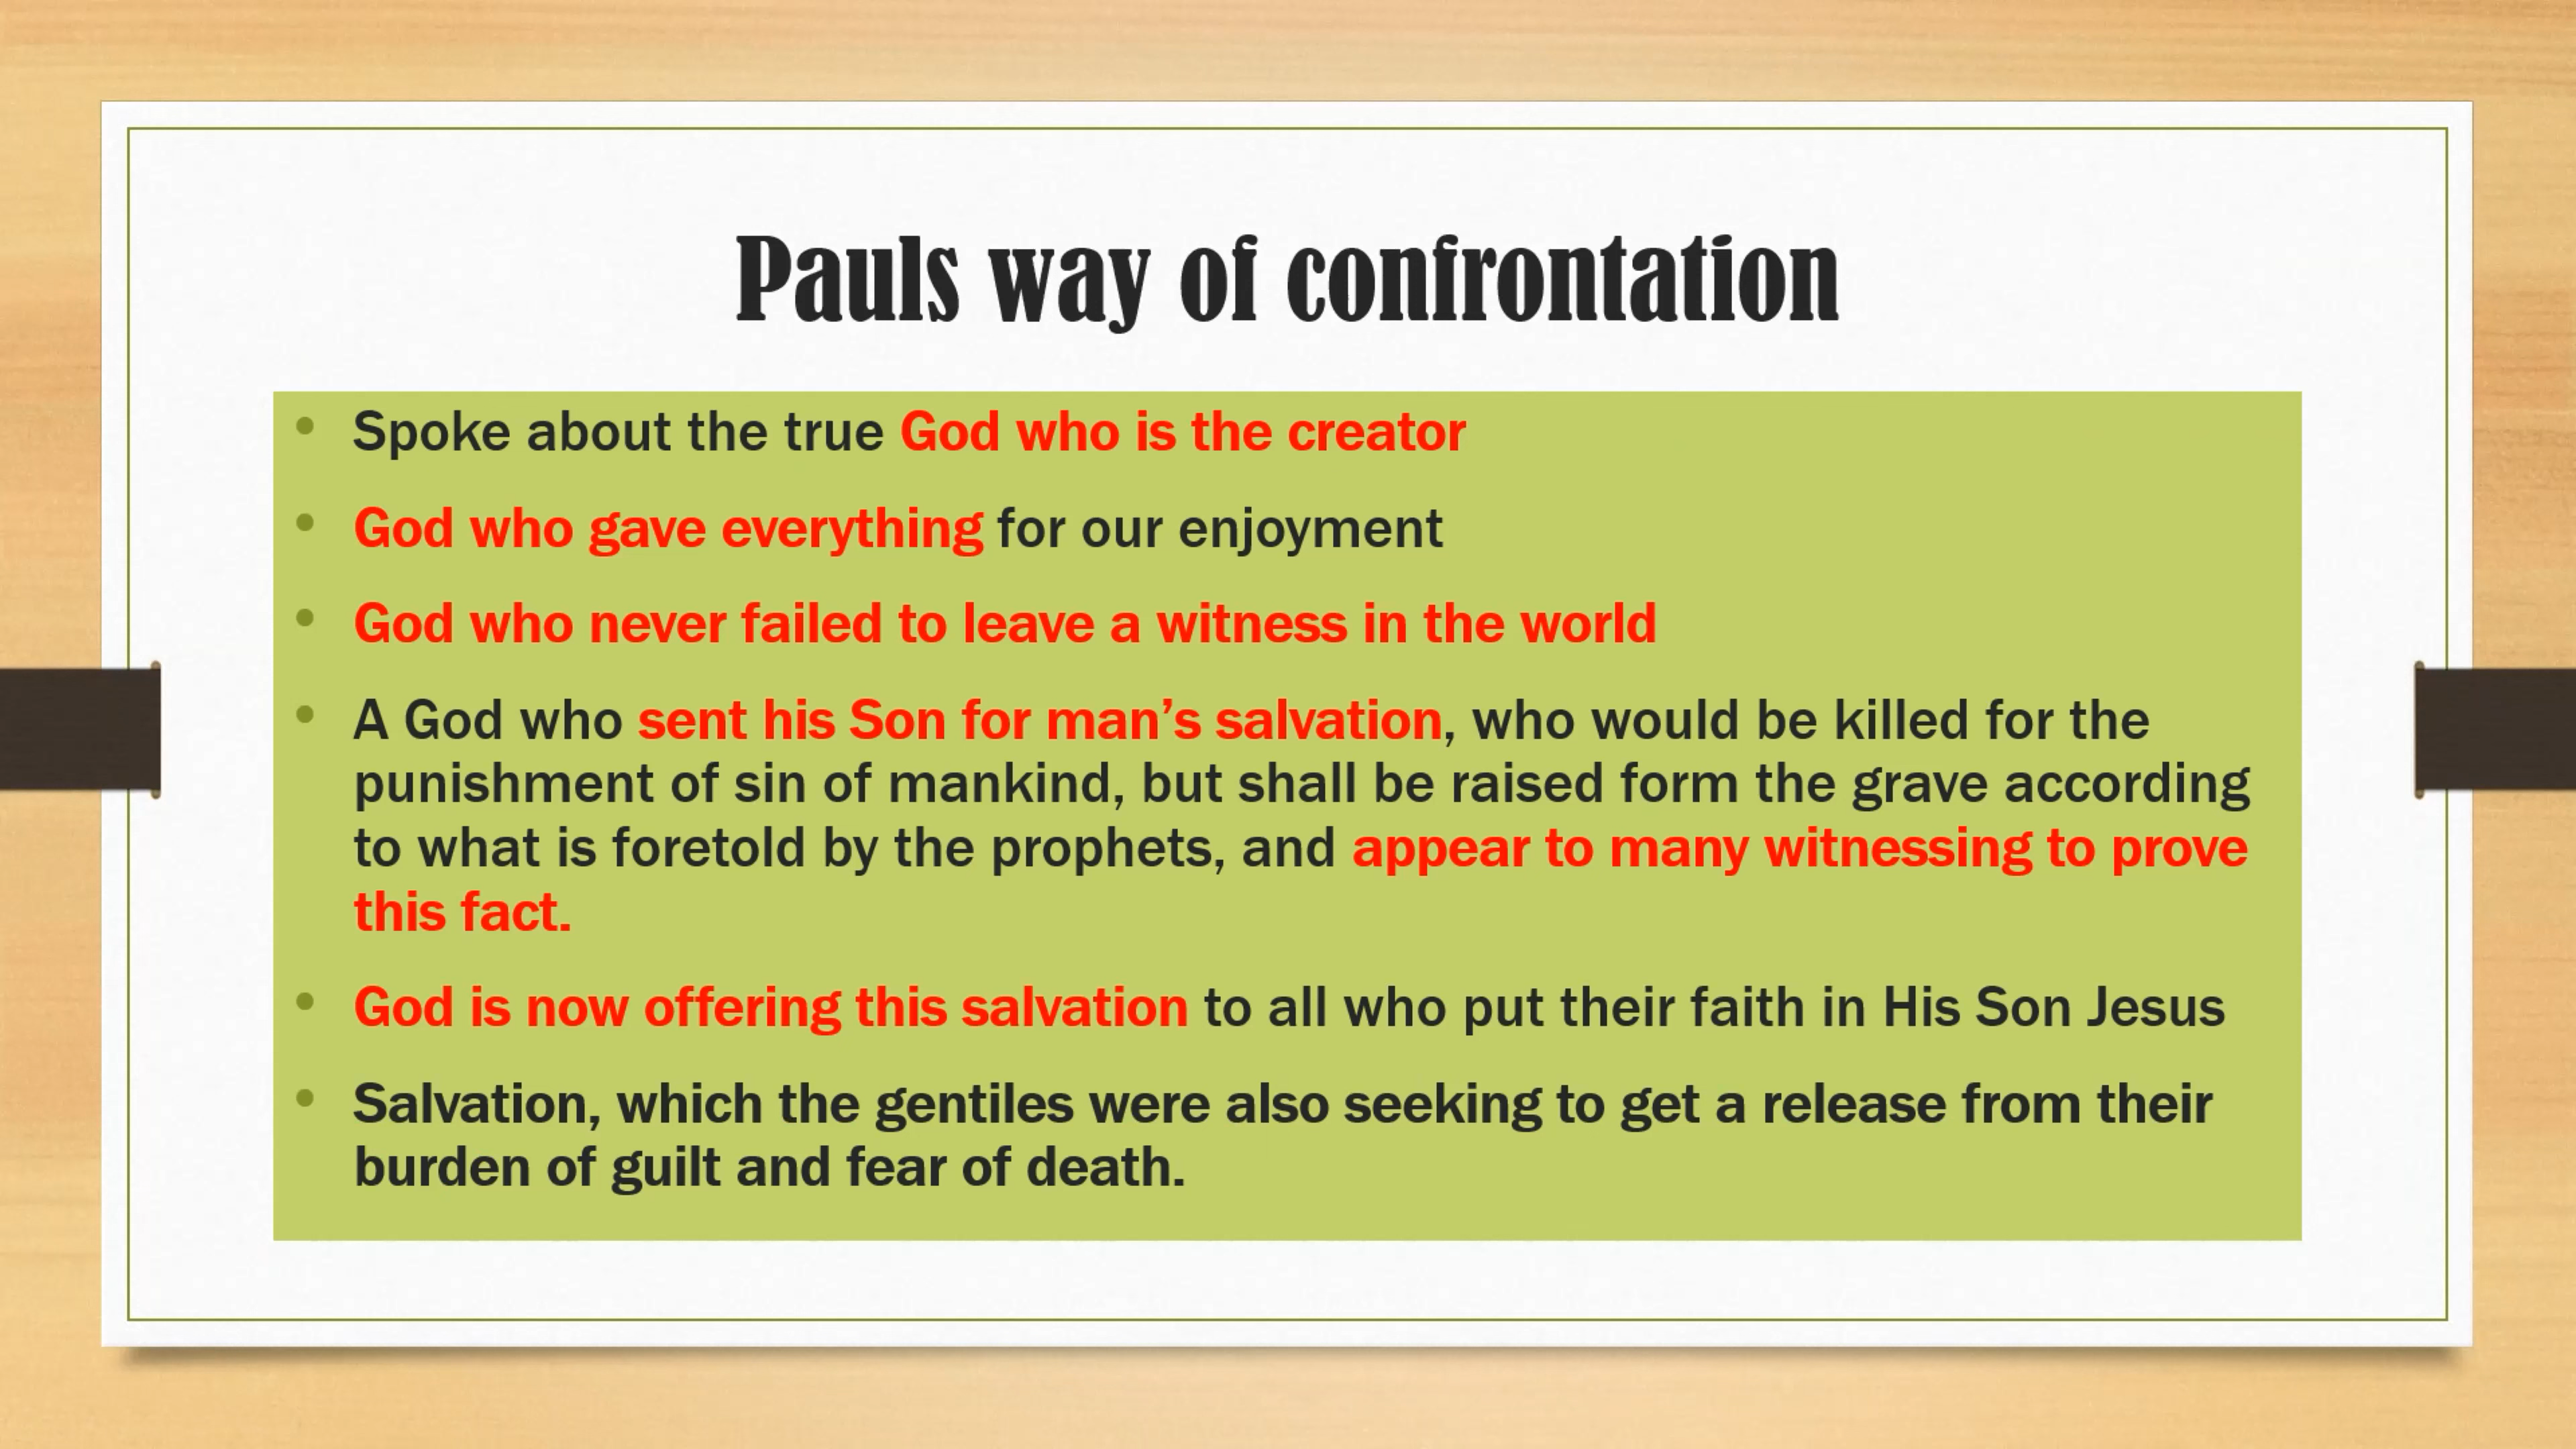 Pauls way of confrontation
• Spoke about the true God who is the creator
• God who gave everything for our enjoyment
• God who never failed to leave a witness in the world
• A God who sent his Son for man’s salvation, who would be killed for the
punishment of sin of mankind, but shall be raised form the grave according
to what is foretold by the prophets, and appear to many witnessing to prove
this fact.
• God is now offering this salvation to all who put their faith in His Son Jesus
• Salvation, which the gentiles were also seeking to get a release from their
burden of guilt and fear of death.